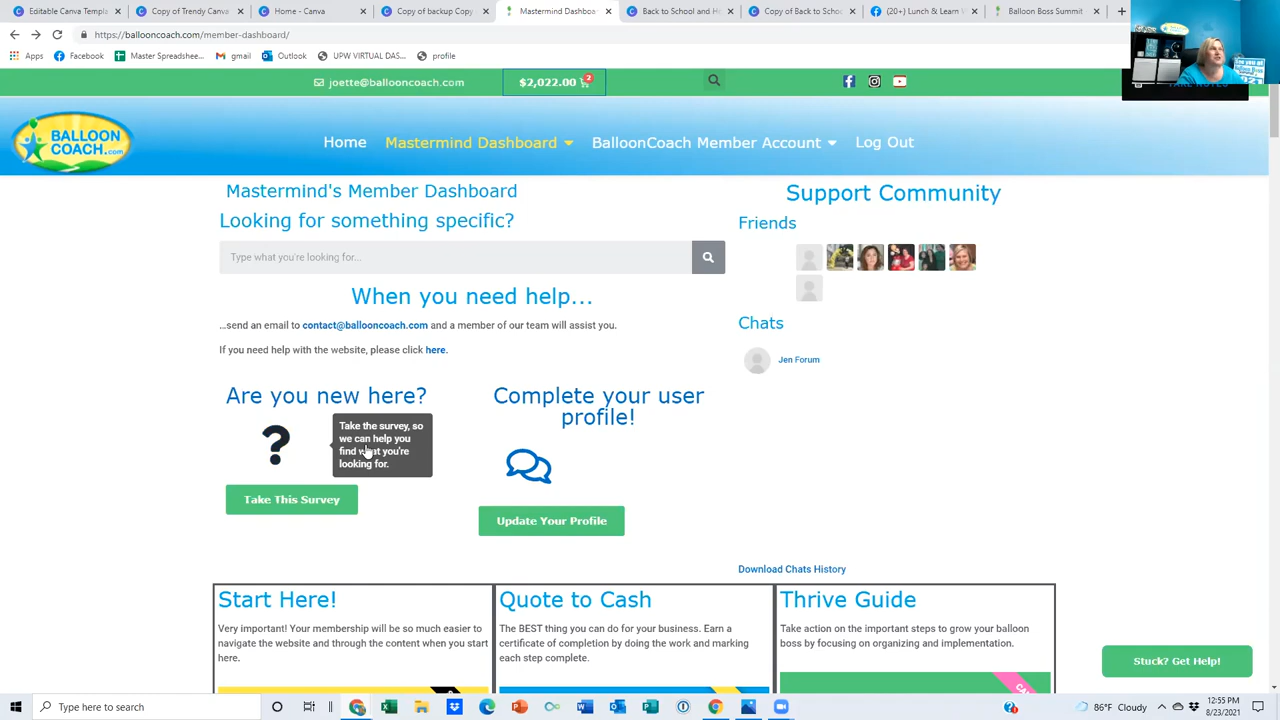 Editable Canva Templ
Copy of Trendy Canva
Home - Canva
Copy of backup Copy
Mastermind Dashboa
Back to School and He
Copy of Back to Schoo
(20+) Lunch & Learn
Balloon Boss Summit
https://ballooncoach.com/member-dashboard/
Apps
Facebook
Master Spreadshee...
gmail
Outlook
UPW VIRTUAL DAS...
profile
joette@ballooncoach.com
$2,022.00
2
TAKE NOTES
BALLOON
COACH.com
Home
Mastermind Dashboard
BalloonCoach Member Account
Log Out
Mastermind's Member Dashboard
Looking for something specific?
Type what you're looking for...
When you need help...
...send an email to contact@ballooncoach.com and a member of our team will assist you.
If you need help with the website, please click here.
Support Community
Friends
Chats
Jen Forum
Are you new here?
Take the survey, so
we can help you
find what you're
looking for.
Take This Survey
Complete your user
profile!
Update Your Profile
Download Chats History
Start Here!
Very important! Your membership will be so much easier to
navigate the website and through the content when you start
here.
Quote to Cash
The BEST thing you can do for your business. Earn a
certificate of completion by doing the work and marking
each step complete.
Thrive Guide
Take action on the important steps to grow your balloon
boss by focusing on organizing and implementation.
Stuck? Get Help!
Type here to search
86°F Cloudy
12:55 PM
8/23/2021